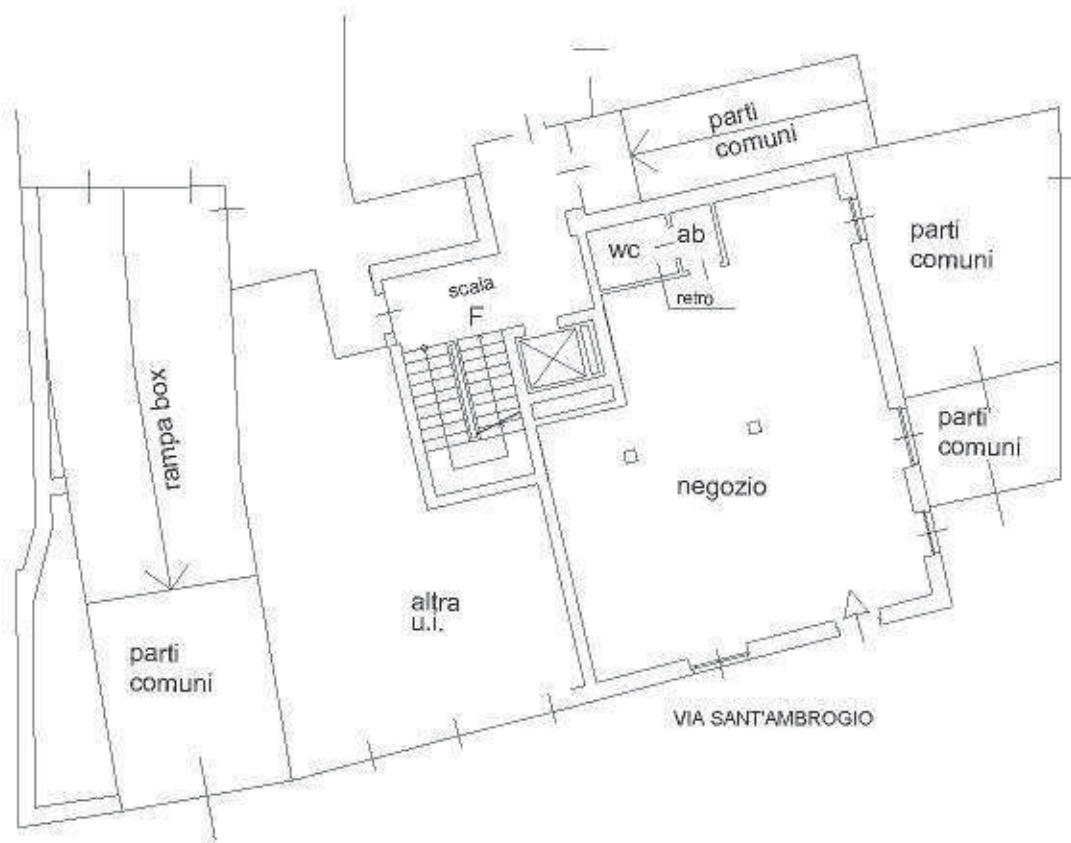 parti
comuni
wc
ab
retro
parti
comuni
scala
F
rampa box
parti
comuni
negozio
altra
u.i.
parti
comuni
VIA SANT'AMBROGIO